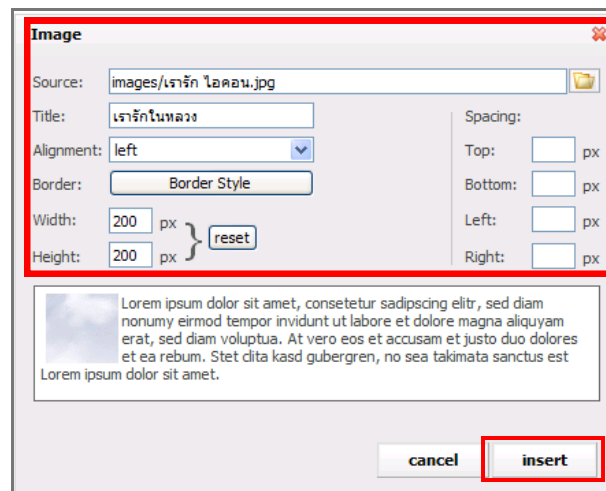 Image
Source: images/เรารัก ไอคอน.jpg
Title: เรารักในหลวง
Spacing:
Alignment: left
Top: px
Border: Border Style
Bottom: px
Width: 200 px
Left: px
reset
Height: 200 px
Right: px
Lorem ipsum dolor sit amet, consetetur sadipscing elitr, sed diam
nonumy eirmod tempor invidunt ut labore et dolore magna aliquyam
erat, sed diam voluptua. At vero eos et accusam et justo duo dolores
et ea rebum. Stet clita kasd gubergren, no sea takimata sanctus est
Lorem ipsum dolor sit amet.
cancel insert